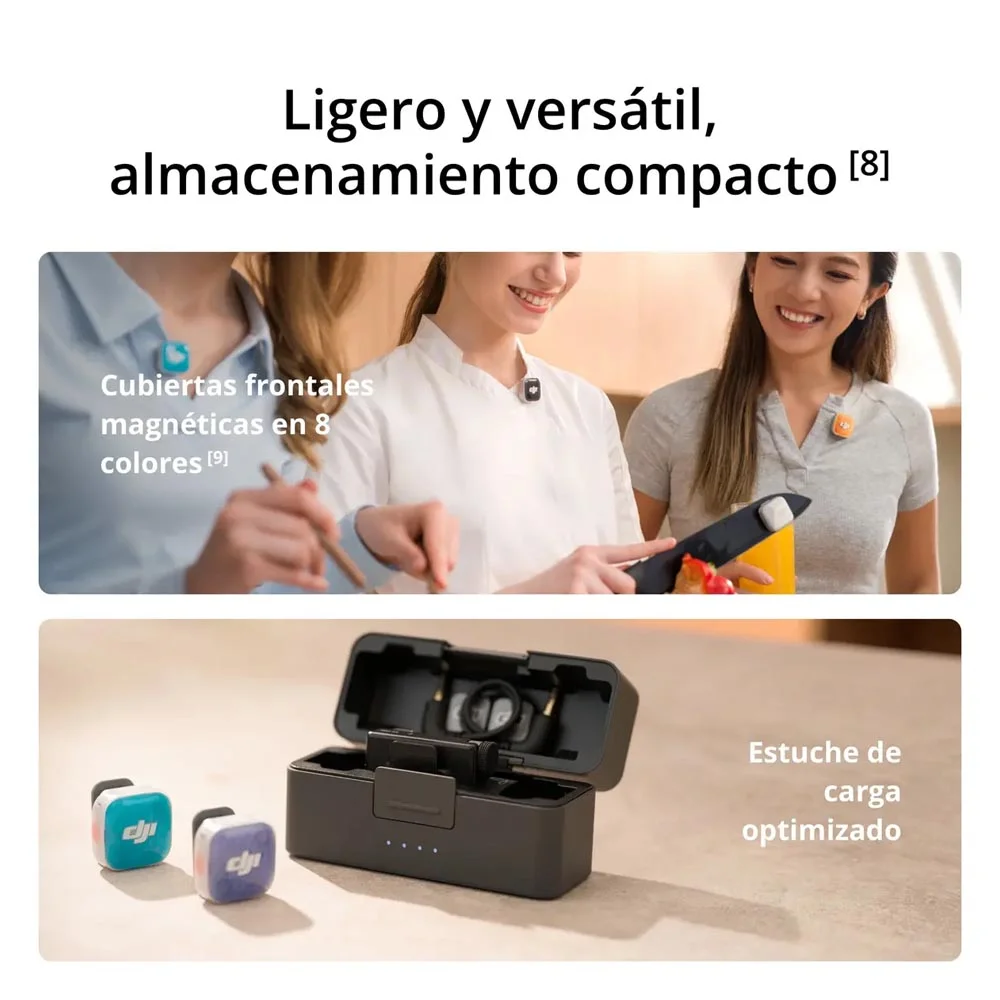 Ligero y versátil,
almacenamiento compacto [8]
Cubiertas frontales
magnéticas en 8
colores [9]
Estuche de
carga
optimizado
dji
dji